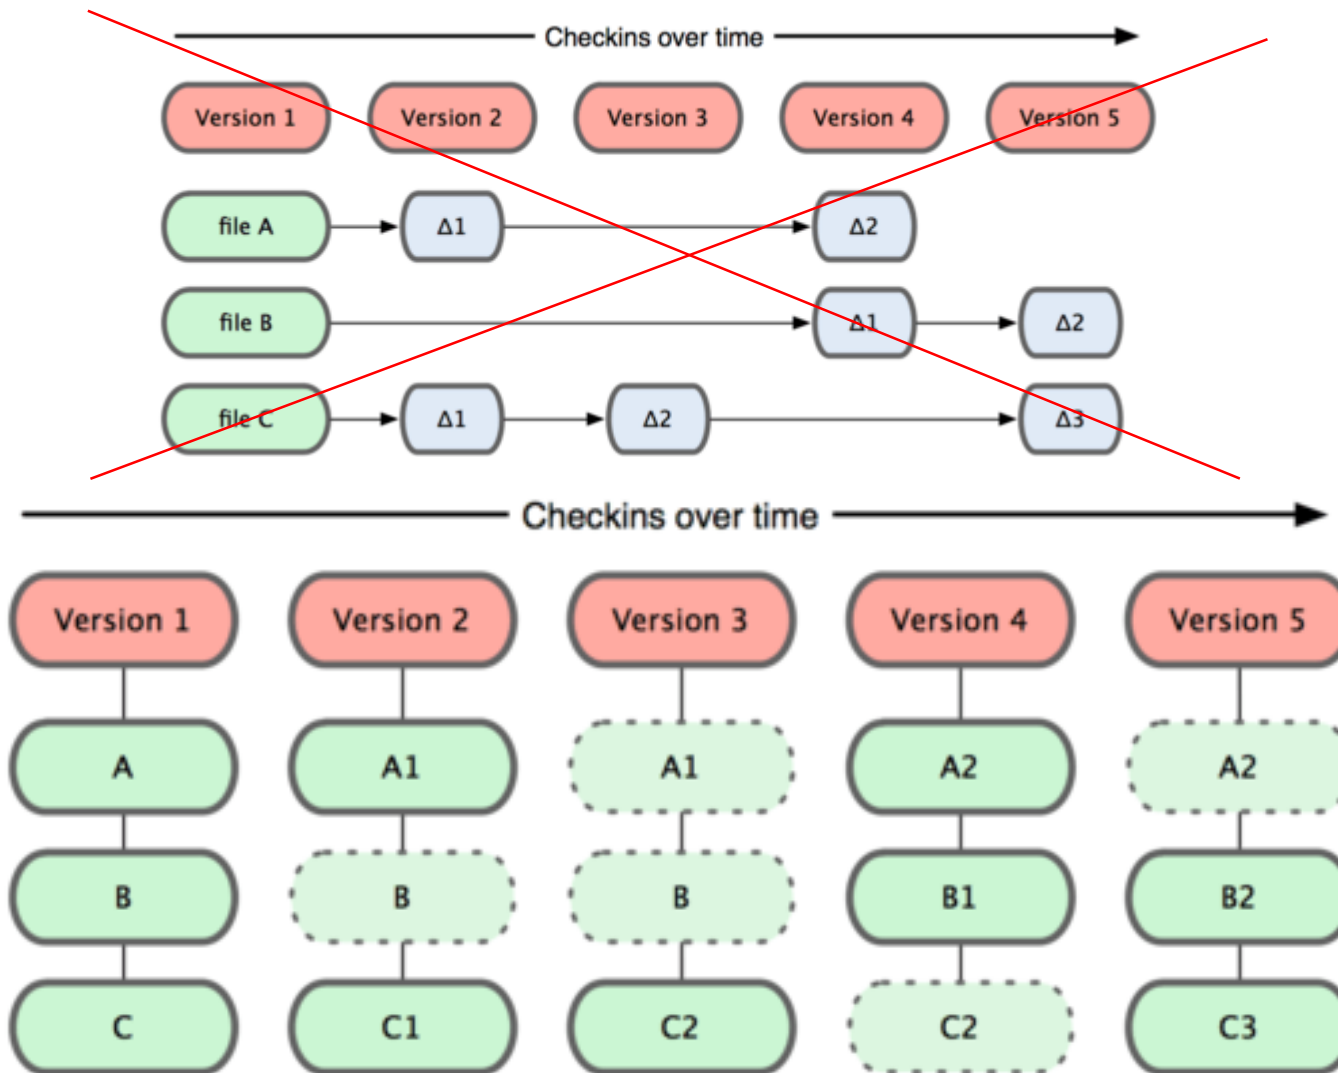 Checkins over time
Version 1 Version 2 Version 3 Version 4 Version 5
file A Δ1 Δ2
file B Δ1 Δ2
file C Δ1 Δ2 Δ3
Checkins over time
Version 1 Version 2 Version 3 Version 4 Version 5
A A1 A1 A2 A2
B B B B1 B2
C C1 C2 C2 C3